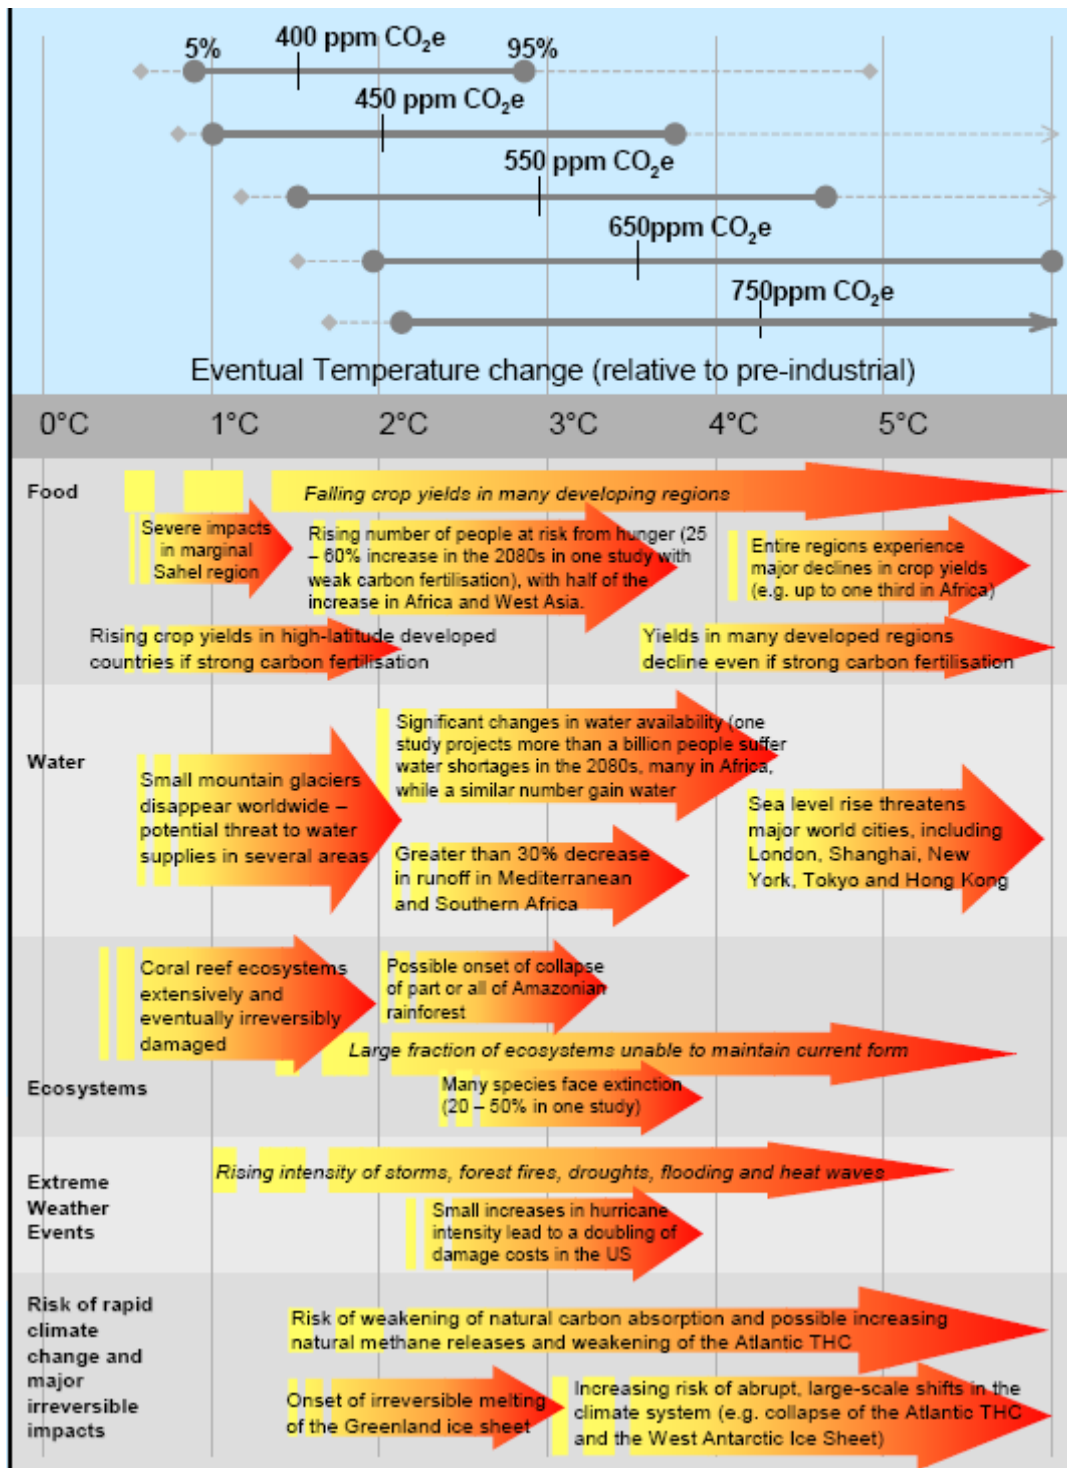 400 ppm CO₂e
5%
95%
450 ppm CO₂e
550 ppm CO₂e
650ppm CO₂e
750ppm CO₂e
Eventual Temperature change (relative to pre-industrial)
0°C 1°C 2°C 3°C 4°C 5°C
Food
Falling crop yields in many developing regions
Severe impacts
in marginal
Sahel region
Rising number of people at risk from hunger (25
– 60% increase in the 2080s in one study with
weak carbon fertilisation), with half of the
increase in Africa and West Asia.
Entire regions experience
major declines in crop yields
(e.g. up to one third in Africa)
Rising crop yields in high-latitude developed
countries if strong carbon fertilisation
Yields in many developed regions
decline even if strong carbon fertilisation
Water
Small mountain glaciers
disappear worldwide –
potential threat to water
supplies in several areas
Significant changes in water availability (one
study projects more than a billion people suffer
water shortages in the 2080s, many in Africa,
while a similar number gain water
Greater than 30% decrease
in runoff in Mediterranean
and Southern Africa
Sea level rise threatens
major world cities, including
London, Shanghai, New
York, Tokyo and Hong Kong
Ecosystems
Coral reef ecosystems
extensively and
eventually irreversibly
damaged
Possible onset of collapse
of part or all of Amazonian
rainforest
Large fraction of ecosystems unable to maintain current form
Many species face extinction
(20 – 50% in one study)
Extreme
Weather
Events
Rising intensity of storms, forest fires, droughts, flooding and heat waves
Small increases in hurricane
intensity lead to a doubling of
damage costs in the US
Risk of rapid
climate
change and
major
irreversible
impacts
Risk of weakening of natural carbon absorption and possible increasing
natural methane releases and weakening of the Atlantic THC
Onset of irreversible melting
of the Greenland ice sheet
Increasing risk of abrupt, large-scale shifts in the
climate system (e.g. collapse of the Atlantic THC
and the West Antarctic Ice Sheet)